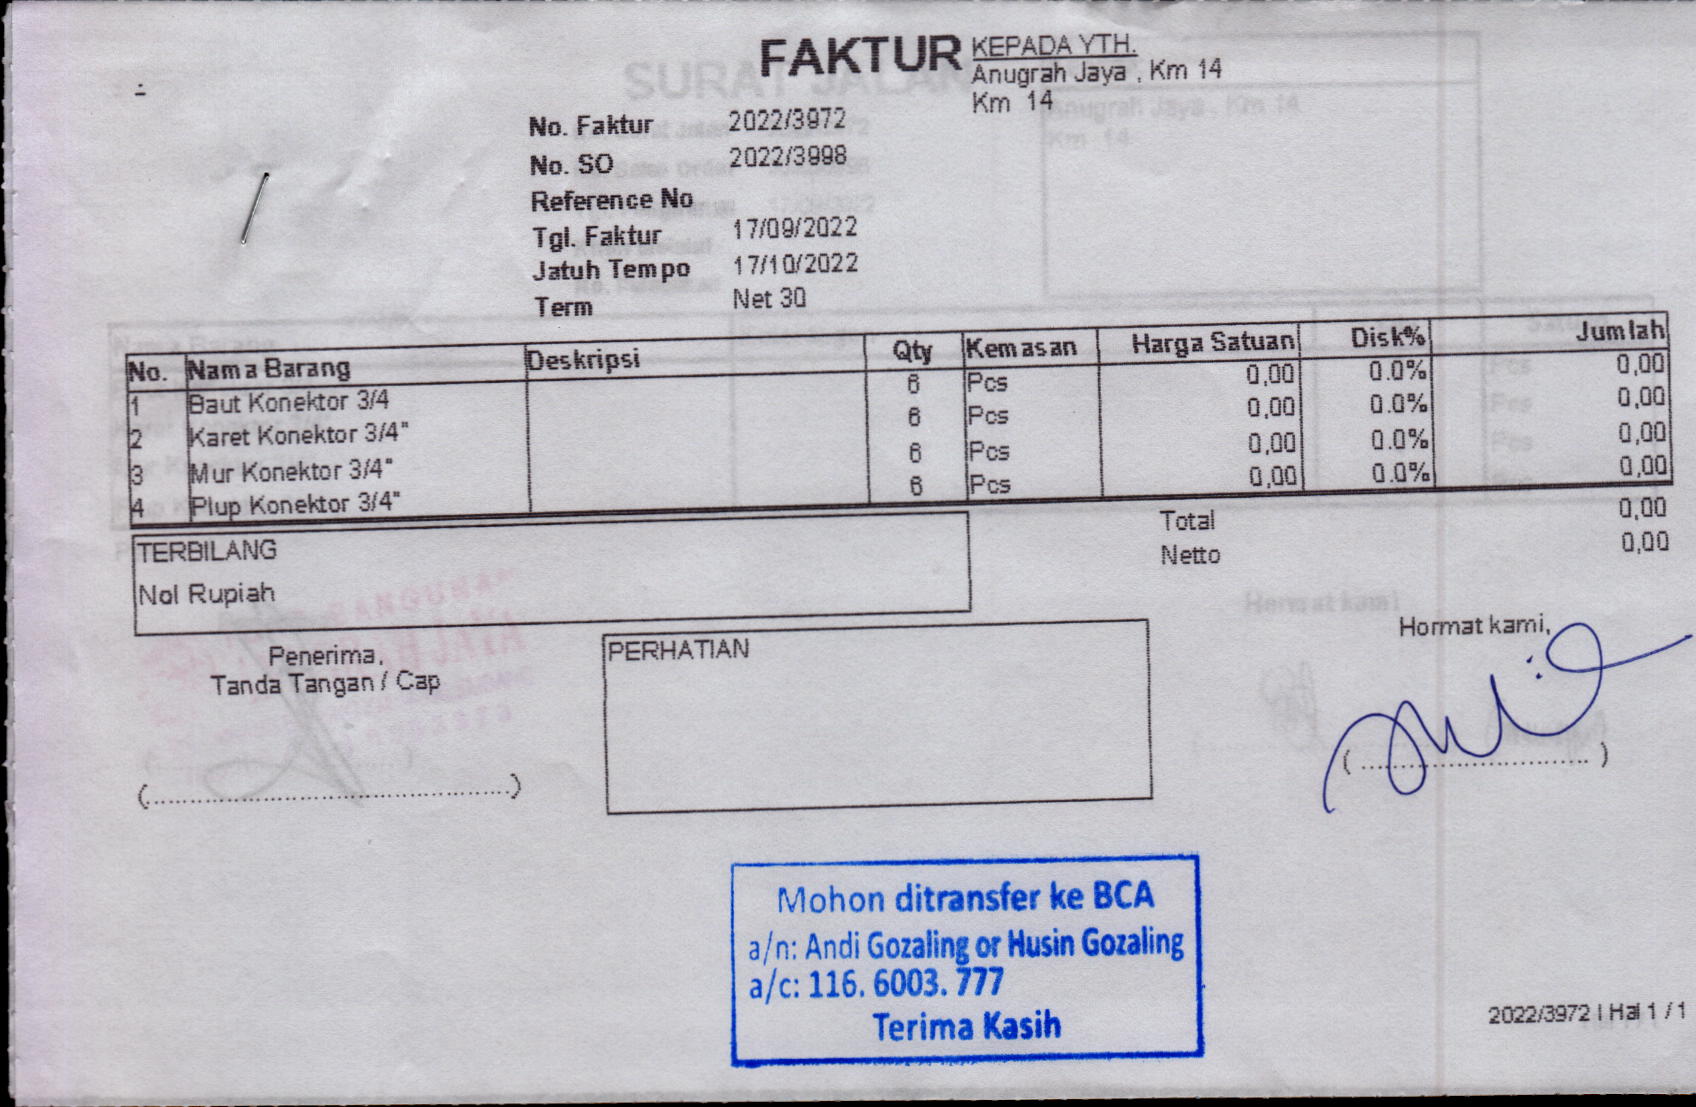 FAKTUR
KEPADA YTH.
Anugrah Jaya , Km 14
Km 14
No. Faktur 2022/3972
No. SO 2022/3998
Reference No
Tgl. Faktur 17/09/2022
Jatuh Tempo 17/10/2022
Term Net 30
No. Nama Barang Deskripsi Qty Kemasan Harga Satuan Disk% Jumlah
1 Baut Konektor 3/4 6 Pcs 0,00 0.0% 0,00
2 Karet Konektor 3/4" 6 Pcs 0,00 0.0% 0,00
3 Mur Konektor 3/4" 6 Pcs 0,00 0.0% 0,00
4 Plup Konektor 3/4" 6 Pcs 0,00 0.0% 0,00
Total 0,00
Netto 0,00
TERBILANG
Nol Rupiah
Penerima,
Tanda Tangan / Cap
(..............................................)
PERHATIAN
Hormat kami,
( .............................. )
Mohon ditransfer ke BCA
a/n: Andi Gozaling or Husin Gozaling
a/c: 116. 6003. 777
Terima Kasih
2022/3972 | Hal 1 / 1